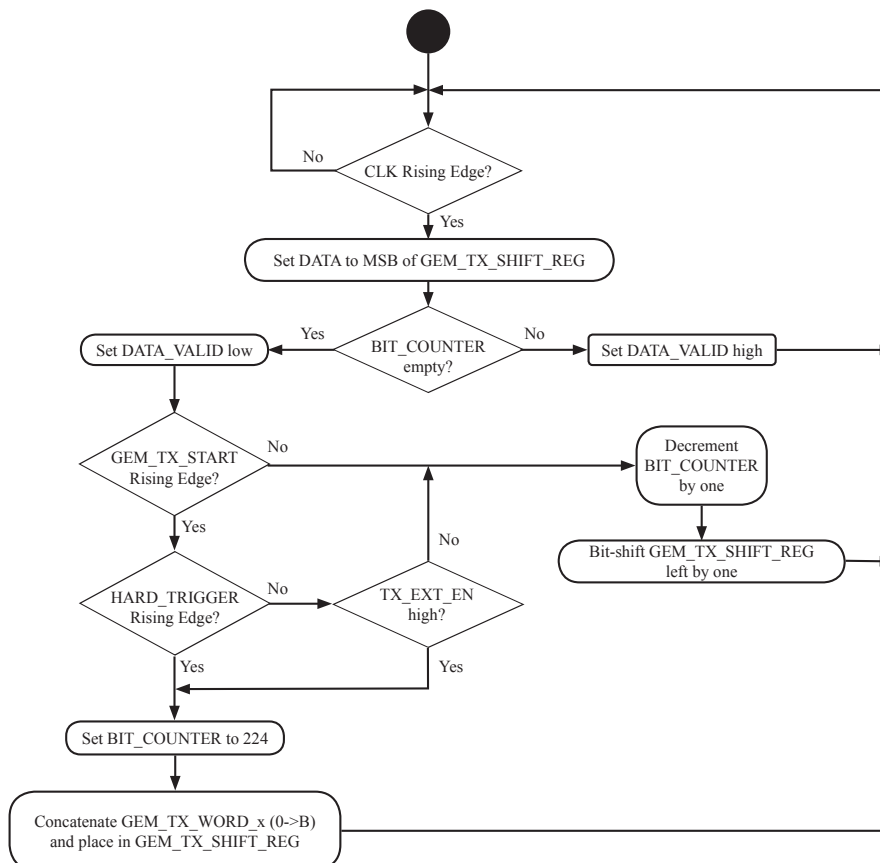 No
CLK Rising Edge?
Yes
Set DATA to MSB of GEM_TX_SHIFT_REG
Yes
No
Set DATA_VALID low
BIT_COUNTER
empty?
Set DATA_VALID high
GEM_TX_START
Rising Edge?
No
Decrement
BIT_COUNTER
by one
Yes
No
Bit-shift GEM_TX_SHIFT_REG
left by one
HARD_TRIGGER
Rising Edge?
No
TX_EXT_EN
high?
Yes
Yes
Set BIT_COUNTER to 224
Concatenate GEM_TX_WORD_x (0->B)
and place in GEM_TX_SHIFT_REG